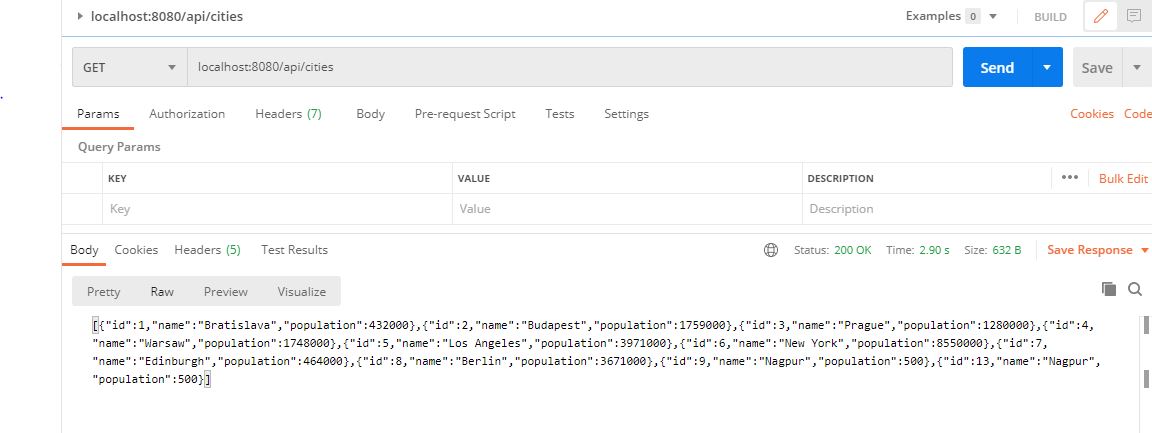 localhost:8080/api/cities Examples 0 BUILD
GET localhost:8080/api/cities Send Save
Params Authorization Headers (7) Body Pre-request Script Tests Settings Cookies Code
Query Params
KEY VALUE DESCRIPTION ••• Bulk Edit
Key Value Description
Body Cookies Headers (5) Test Results Status: 200 OK Time: 2.90 s Size: 632 B Save Response
Pretty Raw Preview Visualize
[{"id":1,"name":"Bratislava","population":432000},{"id":2,"name":"Budapest","population":1759000},{"id":3,"name":"Prague","population":1280000},{"id":4,
"name":"Warsaw","population":1748000},{"id":5,"name":"Los Angeles","population":3971000},{"id":6,"name":"New York","population":8550000},{"id":7,
"name":"Edinburgh","population":464000},{"id":8,"name":"Berlin","population":3671000},{"id":9,"name":"Nagpur","population":500},{"id":13,"name":"Nagpur",
"population":500}]